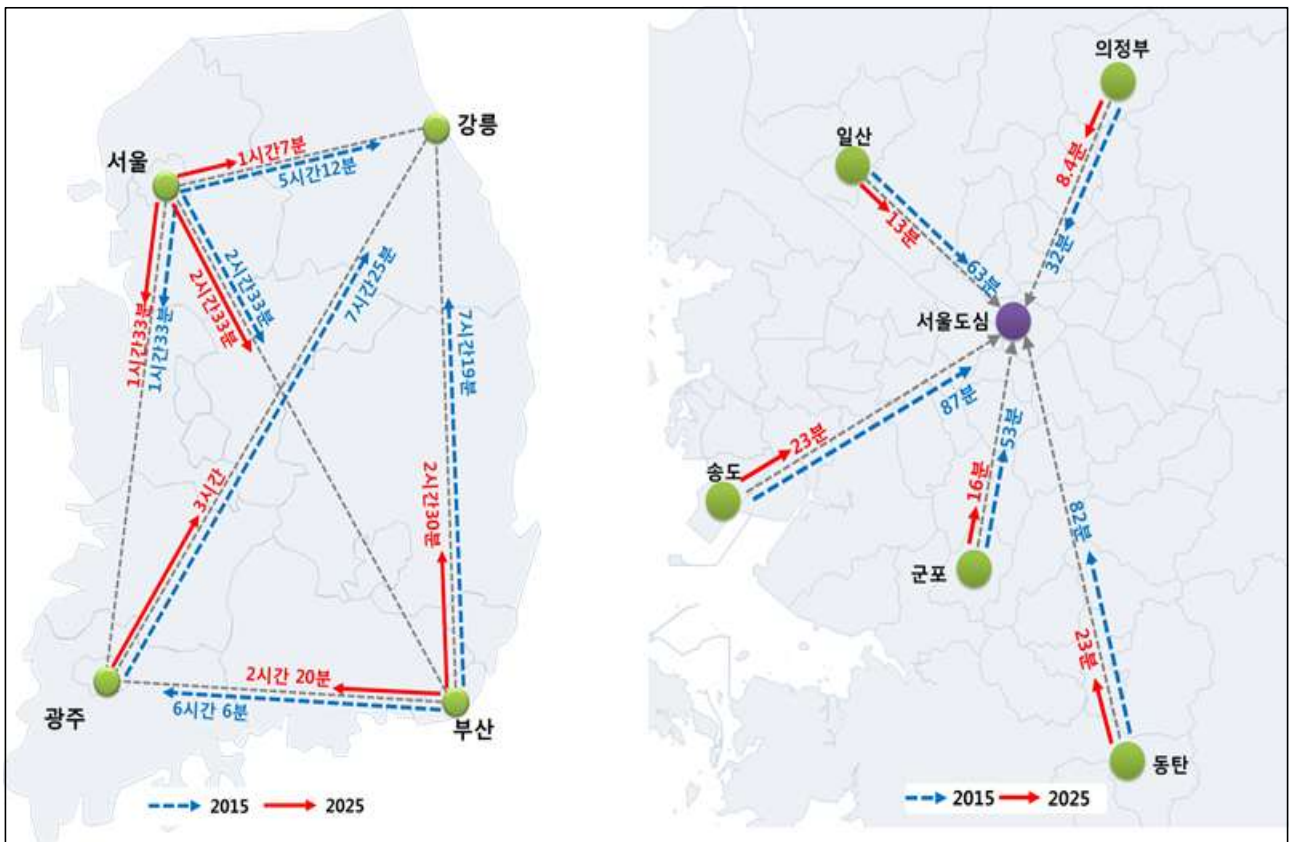 강릉
서울
1시간7분
5시간12분
2시간33분
2시간33분
1시간33분
1시간33분
7시간25분
3시간
7시간19분
2시간30분
2시간 20분
6시간 6분
광주
부산
2015
2025
의정부
일산
8.4분
32분
13분
63분
서울도심
87분
23분
송도
16분
53분
군포
82분
23분
동탄
2015
2025